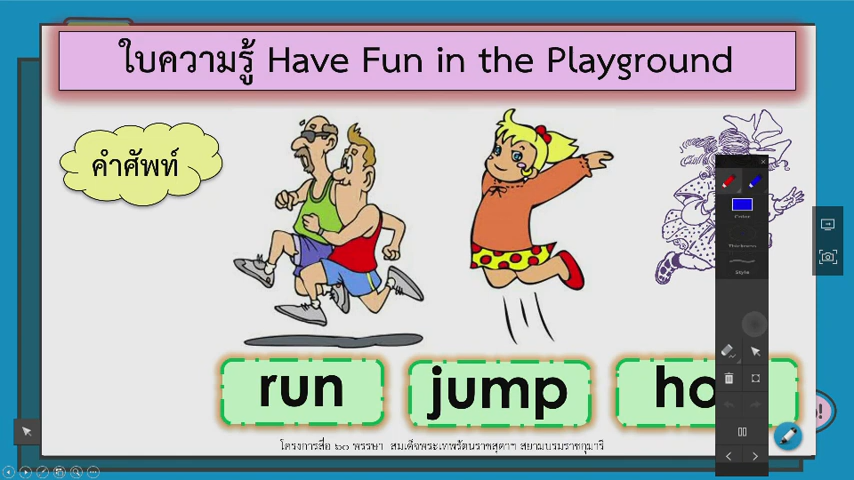 ใบความรู้ Have Fun in the Playground
คำศัพท์
run
jump
Color
Thickness
Style
โครงการสื่อ ๖๐ พรรษา สมเด็จพระเทพรัตนราชสุดาฯ สยามบรมราชกุมารี